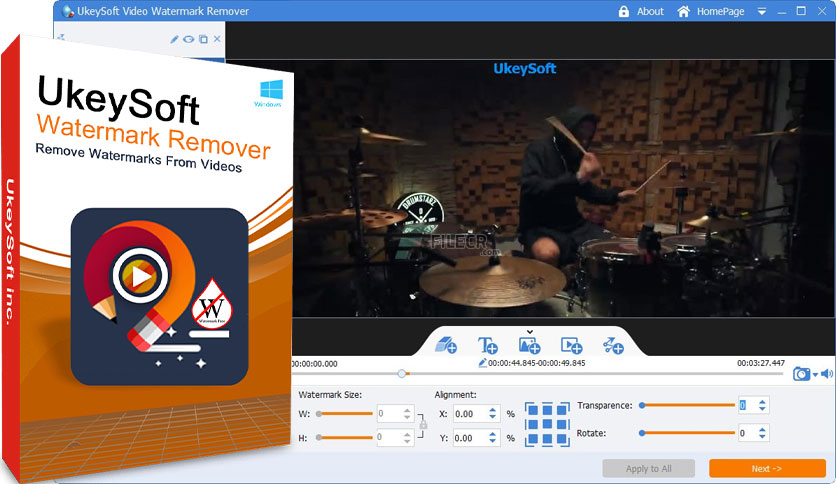 UkeySoft Video Watermark Remover
About
HomePage
UkeySoft
Watermark Remover
Remove Watermarks From Videos
Windows
W
Watermark Free
UkeySoft inc.
UkeySoft
DRUMSTARS
FILECR
.com
00:00:00.000
00:00:44.845-00:00:49.845
00:03:27.447
Watermark Size:
W: 0
H: 0
Alignment:
X: 0.00 %
Y: 0.00 %
Transparence: 0
Rotate: 0
Apply to All
Next ->